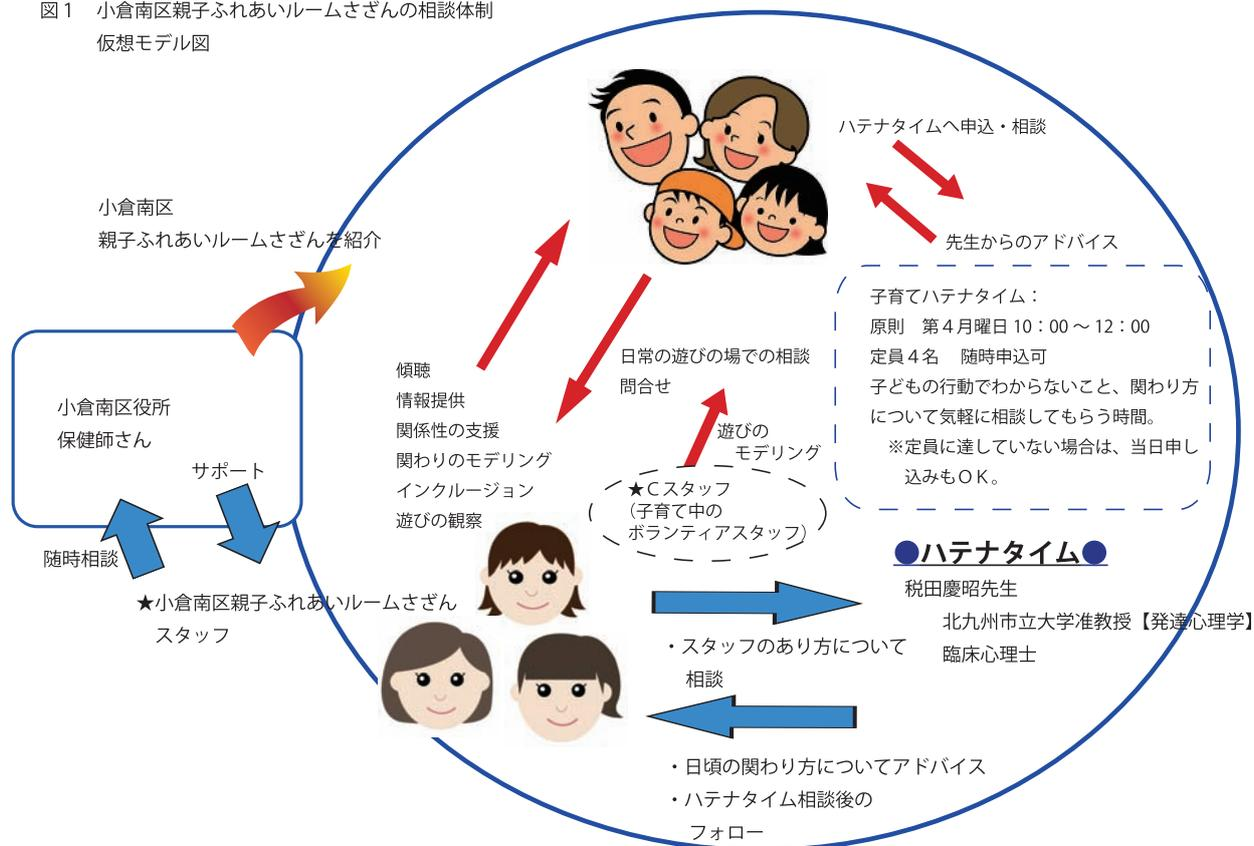 図１　小倉南区親子ふれあいルームさざんの相談体制
仮想モデル図
ハテナタイムへ申込・相談
小倉南区
親子ふれあいルームさざんを紹介
先生からのアドバイス
子育てハテナタイム：
原則　第４月曜日 10：00 ～ 12：00
定員４名　随時申込可
子どもの行動でわからないこと、関わり方
について気軽に相談してもらう時間。
※定員に達していない場合は、当日申し
込みもＯＫ。
日常の遊びの場での相談
問合せ
傾聴
情報提供
関係性の支援
関わりのモデリング
インクルージョン
遊びの観察
遊びの
モデリング
★Ｃスタッフ
（子育て中の
ボランティアスタッフ）
小倉南区役所
保健師さん
サポート
随時相談
★小倉南区親子ふれあいルームさざん
スタッフ
●ハテナタイム●
税田慶昭先生
北九州市立大学准教授【発達心理学】
臨床心理士
・スタッフのあり方について
相談
・日頃の関わり方についてアドバイス
・ハテナタイム相談後の
フォロー